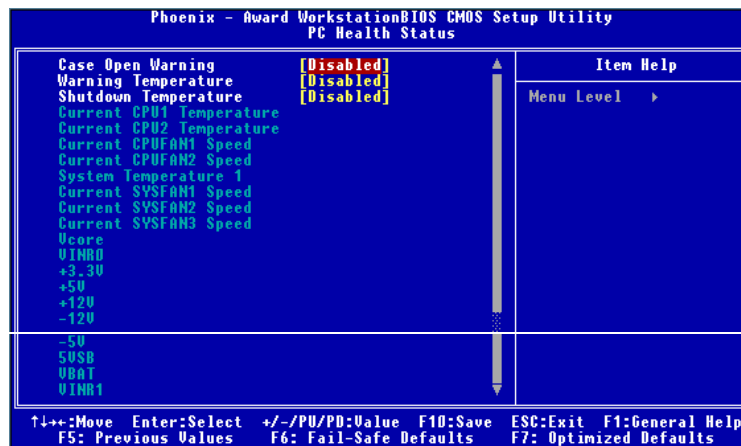 Phoenix - Award WorkstationBIOS CMOS Setup Utility
PC Health Status
Case Open Warning [Disabled]
Warning Temperature [Disabled]
Shutdown Temperature [Disabled]
Current CPU1 Temperature
Current CPU2 Temperature
Current CPUFAN1 Speed
Current CPUFAN2 Speed
System Temperature 1
Current SYSFAN1 Speed
Current SYSFAN2 Speed
Current SYSFAN3 Speed
Vcore
VINR0
+3.3V
+5V
+12V
-12V
-5V
5VSB
VBAT
VINR1
Item Help
Menu Level ▸
↑↓→←:Move Enter:Select +/-/PU/PD:Value F10:Save ESC:Exit F1:General Help
F5: Previous Values F6: Fail-Safe Defaults F7: Optimized Defaults